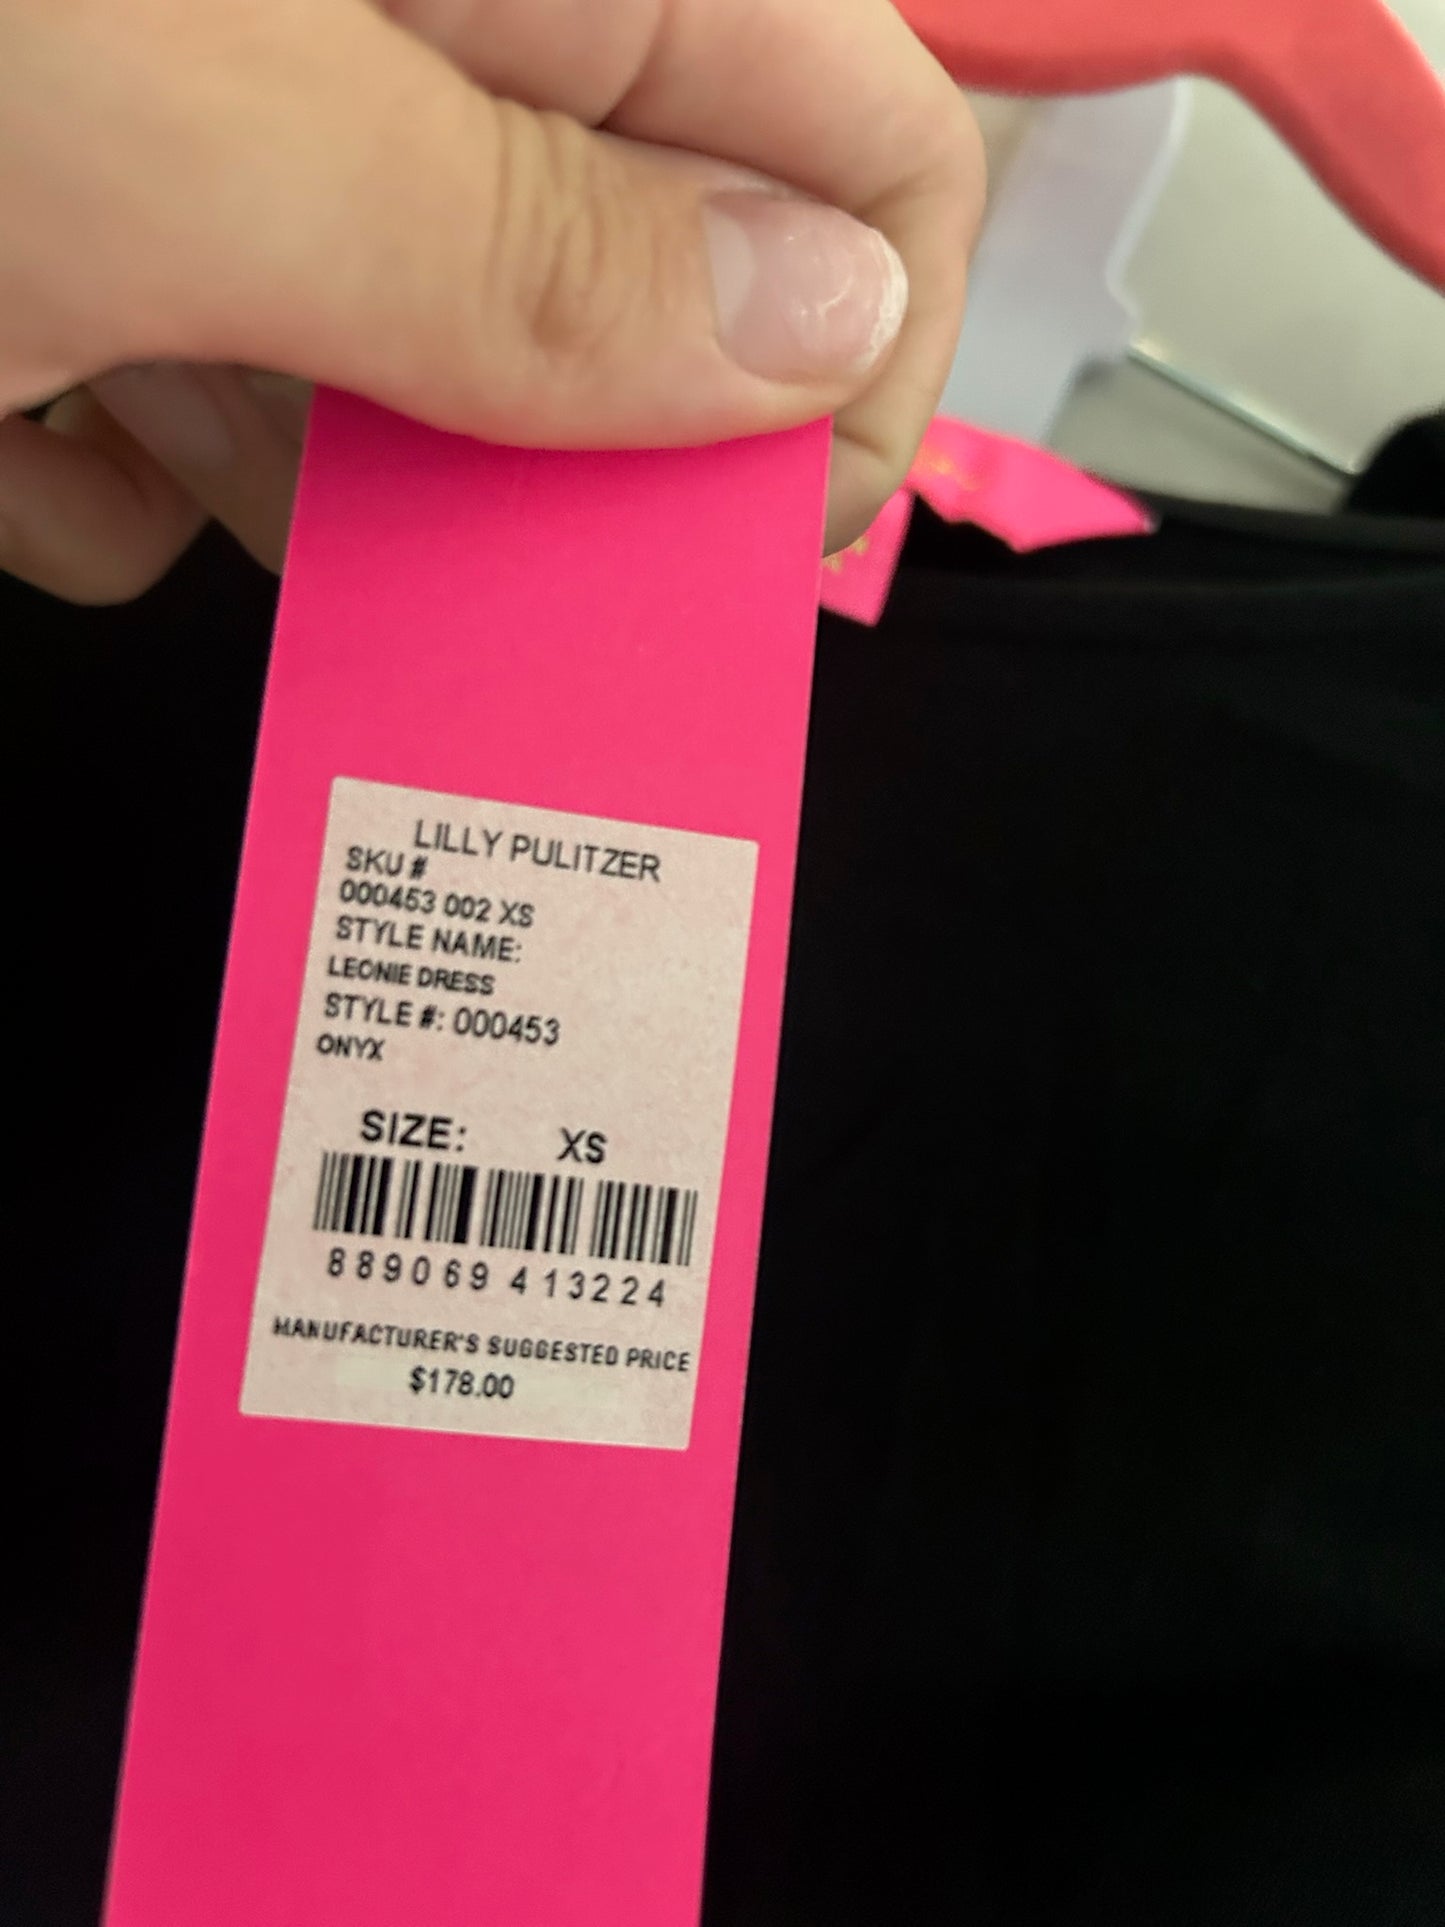 LILLY PULITZER
SKU #
000453 002 XS
STYLE NAME:
LEONIE DRESS
STYLE #: 000453
ONYX
SIZE: XS
889069 413224
MANUFACTURER'S SUGGESTED PRICE
$178.00